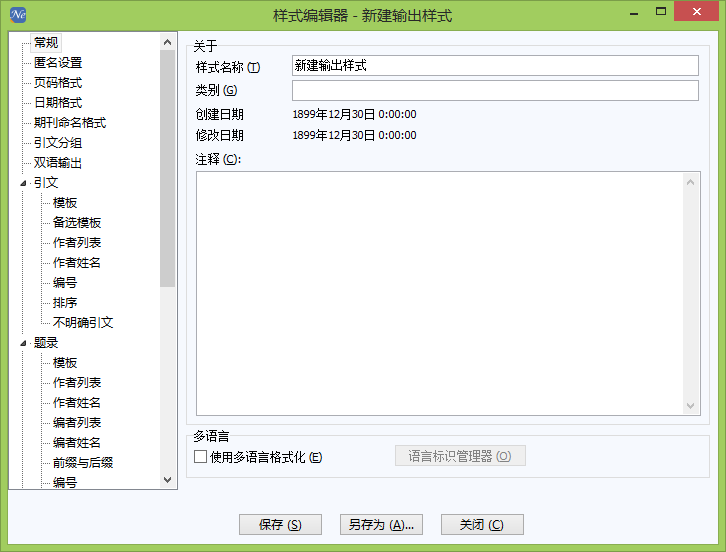 样式编辑器 - 新建输出样式
常规
匿名设置
页码格式
日期格式
期刊命名格式
引文分组
双语输出
引文
模板
备选模板
作者列表
作者姓名
编号
排序
不明确引文
题录
模板
作者列表
作者姓名
编者列表
编者姓名
前缀与后缀
编号
关于
样式名称 (T) 新建输出样式
类别 (G)
创建日期 1899年12月30日 0:00:00
修改日期 1899年12月30日 0:00:00
注释 (C):
多语言
使用多语言格式化 (E) 语言标识管理器 (O)
保存 (S) 另存为 (A)... 关闭 (C)